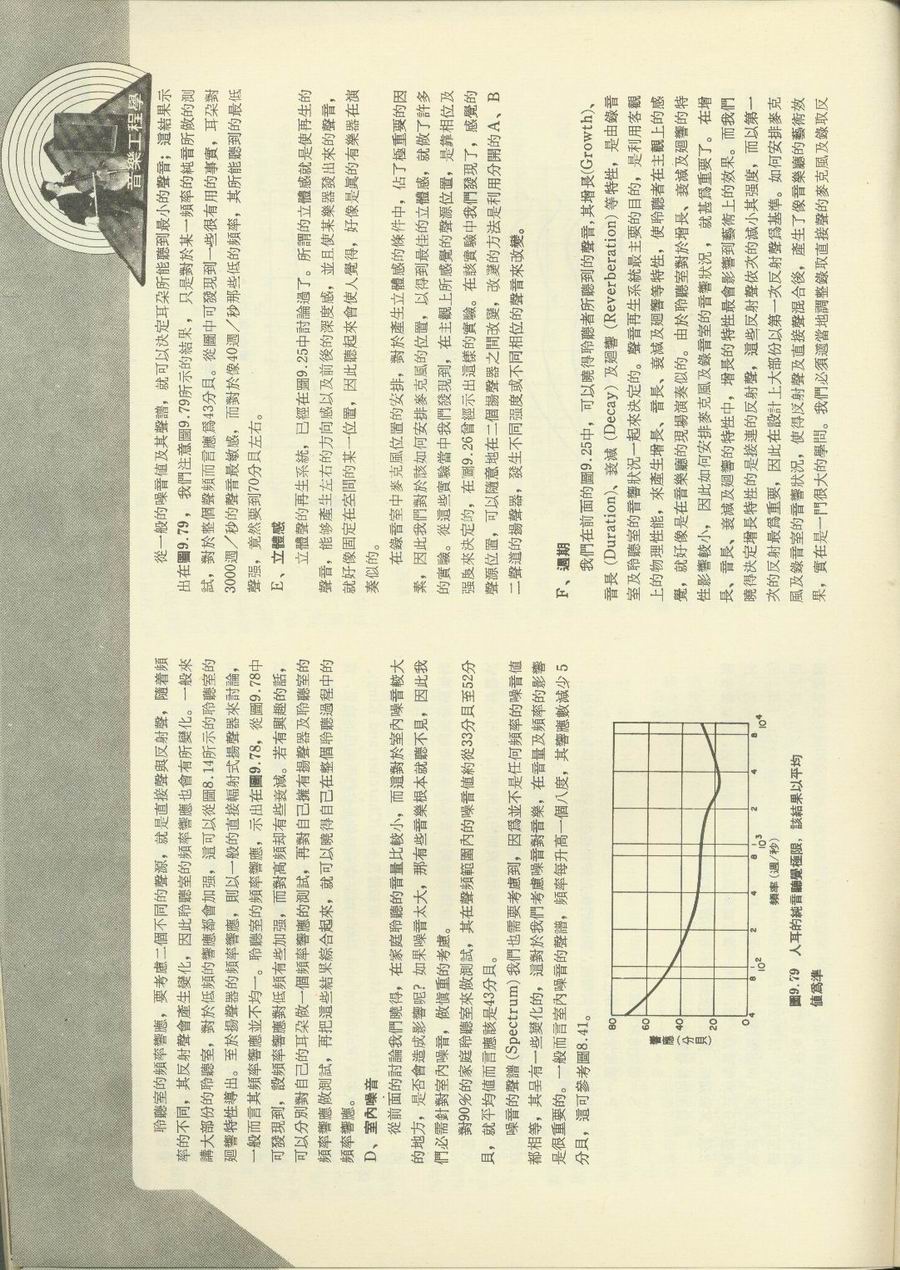 音樂工程學
聆聽室的頻率響應，要考慮二個不同的聲源，就是直接聲與反射聲，隨着頻
率的不同，其反射聲會產生變化，因此聆聽室的頻率響應也會有所變化。一般來
講大部份的聆聽室，對於低頻的響應都會加强，這可以從圖8.14所示的聆聽室的
廻響特性導出。至於揚聲器的頻率響應，則以一般的直接輻射式揚聲器來討論，
一般而言其頻率響應並不均一。聆聽室的頻率響應，示出在圖9.78，從圖9.78中
可發現到，設頻率響應對低頻有些加强，而對高頻却有些衰減。若有興趣的話，
可以分別對自己的耳朶做一個頻率響應的測試，再對自己擁有揚聲器及聆聽室的
頻率響應做測試，再把這些結果綜合起來，就可以曉得自己在整個聆聽過程中的
頻率響應。
D、室內噪音
從前面的討論我們曉得，在家庭聆聽的音量比較小，而這對於室內噪音較大
的地方，是否會造成影響呢？如果噪音太大，那有些音樂根本就聽不見，因此我
們必需針對室內噪音，做慎重的考慮。
對90%的家庭聆聽室來做測試，其在聲頻範圍內的噪音值約從33分貝至52分
貝，就平均值而言應該是43分貝。
噪音的聲譜 (Spectrum) 我們也需要考慮到，因爲並不是任何頻率的噪音值
都相等，其呈有一些變化的，這對於我們考慮噪音對音樂，在音量及頻率的影響
是很重要的。一般而言室內噪音的聲譜，頻率每升高一個八度，其響應數減少 5
分貝，這可參考圖8.41。
響應(分貝)
80
60
40
20
0
4 8 10² 2 4 8 10³ 2 4 8 10⁴
頻率 (週/秒)
圖9.79 人耳的純音聽覺極限，該結果以平均
值爲準
從一般的噪音值及其聲譜，就可以決定耳朶所能聽到最小的聲音；這結果示
出在圖9.79，我們注意圖9.79所示的結果，只是對於某一頻率的純音所做的測
試，對於整個聲頻而言應爲43分貝。從圖中可發現到一些很有用的事實，耳朶對
3000週／秒的聲音最敏感，而對於像40週／秒那些低的頻率，其所能聽到的最低
聲强，竟然要到70分貝左右。
E、立體感
立體聲的再生系統，已經在圖9.25中討論過了。所謂的立體感就是使再生的
聲音，能够產生左右的方向感以及前後的深度感，並且使某樂器發出來的聲音，
就好像固定在空間的某一位置，因此聽起來會使人覺得，好像是眞的有樂器在演
奏似的。
在錄音室中麥克風位置的安排，對於產生立體感的條件中，佔了極重要的因
素，因此我們對於該如何安排麥克風的位置，以得到最佳的立體感，就做了許多
的實驗。從這些實驗當中我們發現到，在主觀上所感覺的聲源位置，是靠相位及
强度來決定的，在圖9.26曾經示出這樣的實驗。在該實驗中我們發現了，感覺的
聲源位置，可以隨意地在二個揚聲器之間改變，改變的方法是利用分開的A、B
二聲道的揚聲器，發生不同强度或不同相位的聲音來改變。
F、週期
我們在前面的圖9.25中，可以曉得聆聽者所聽到的聲音，其增長(Growth)、
音長 (Duration)、衰減 (Decay) 及廻響 (Reverberation) 等特性，是由錄音
室及聆聽室的音響狀況一起來決定的。聲音再生系統最主要的目的，是利用客觀
上的物理性能，來產生增長、音長、衰減及廻響等特性，使聆聽者在主觀上的感
覺，就好像是在音樂廳的現場演奏似的。由於聆聽室對於增長、衰減及廻響的特
性影響較小，因此如何安排麥克風及錄音室的音響狀況，就甚爲重要了。在增
長、音長、衰減及廻響的特性中，增長的特性最會影響到藝術上的效果。而我們
曉得決定增長特性的是接連的反射聲，這些反射聲依次的減小其强度，而以第一
次的反射最爲重要，因此在設計上大部份以第一次反射聲爲基準。如何安排麥克
風及錄音室的音響狀況，使得反射聲及直接聲混合後，產生了像音樂廳的藝術效
果，實在是一門很大的學問。我們必須適當地調整錄取直接聲的麥克風及錄取反